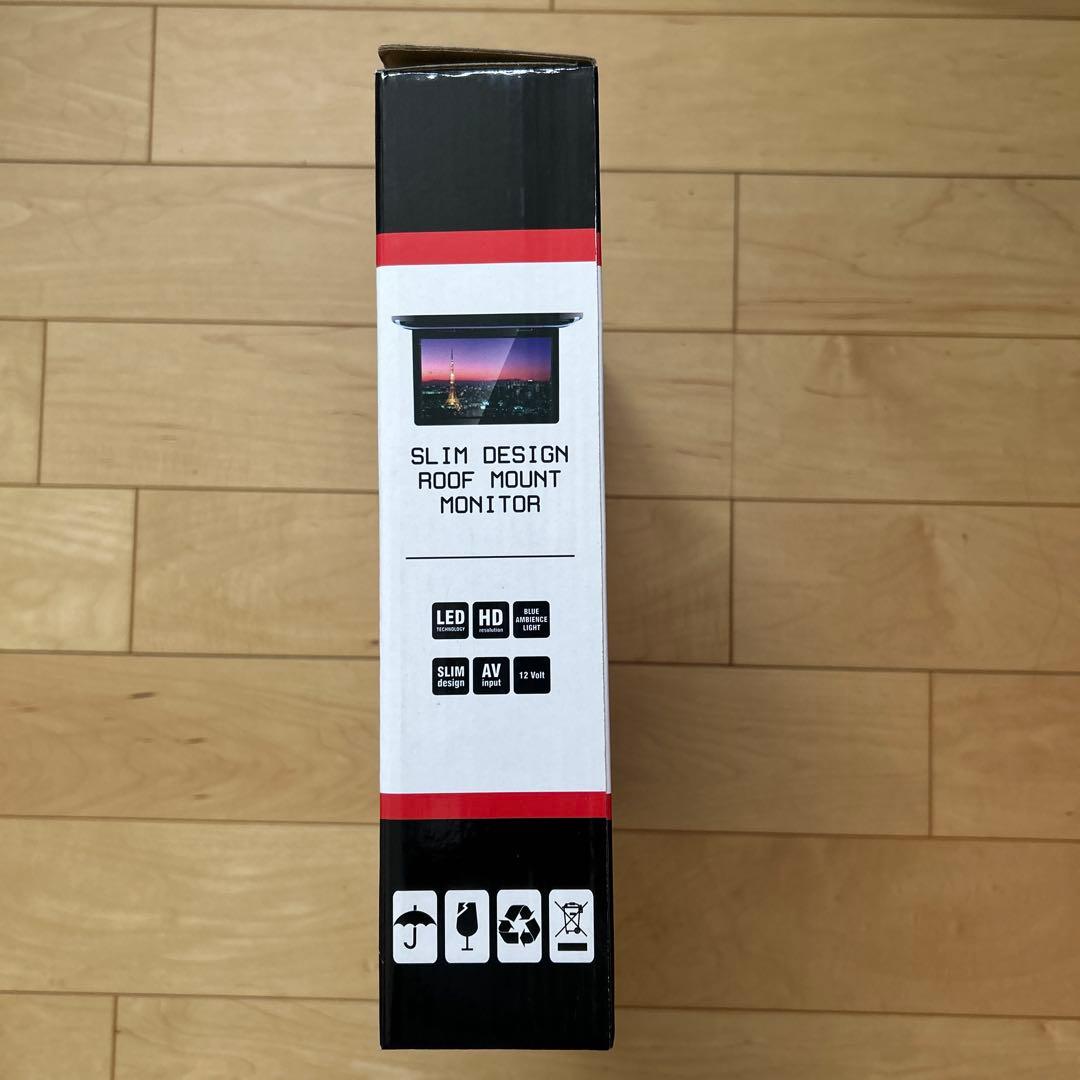 SLIM DESIGN
ROOF MOUNT
MONITOR
LED
TECHNOLOGY
HD
resolution
BLUE
AMBIENCE
LIGHT
SLIM
design
AV
input
12 Volt